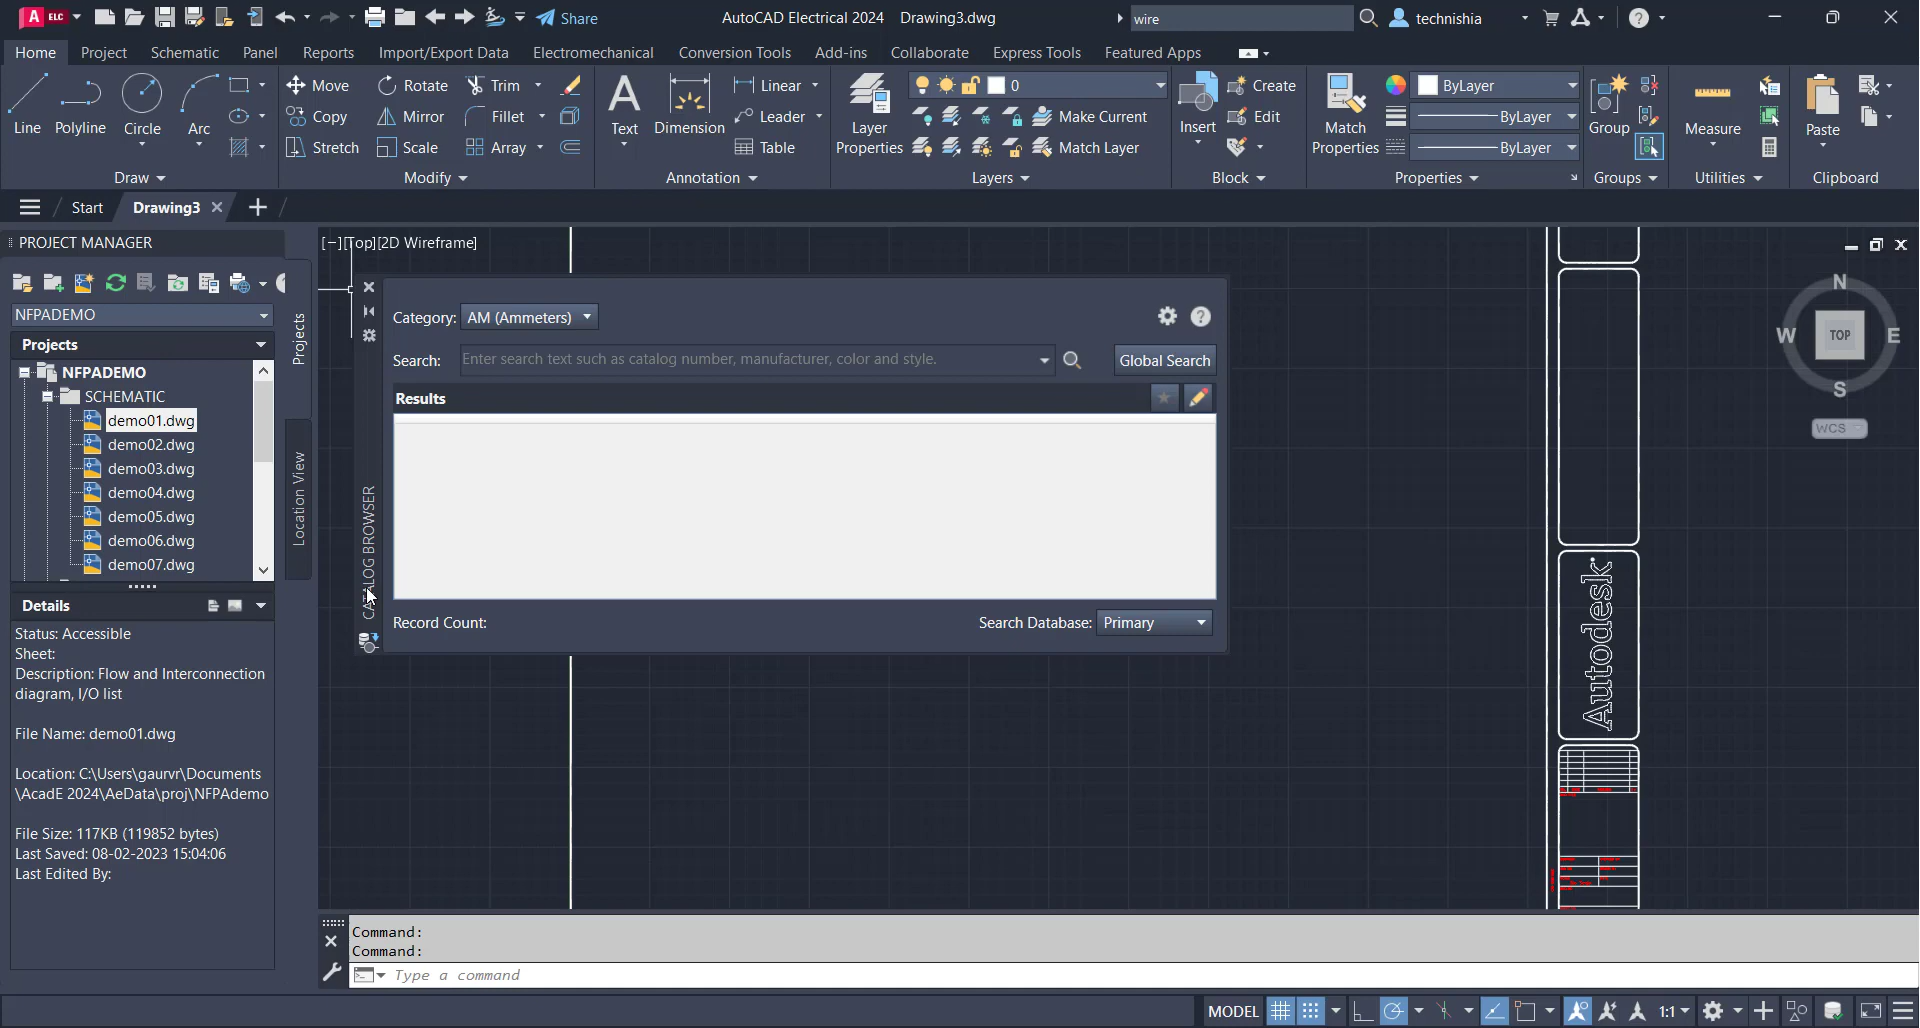 A ELC
Share
AutoCAD Electrical 2024 Drawing3.dwg
wire
technishia
Home Project Schematic Panel Reports Import/Export Data Electromechanical Conversion Tools Add-ins Collaborate Express Tools Featured Apps
Line Polyline Circle Arc
Move Rotate Trim
Copy Mirror Fillet
Stretch Scale Array
Text Dimension
Linear
Leader
Table
Layer
Properties
0
Make Current
Match Layer
Insert
Create
Edit
Match
Properties
ByLayer
ByLayer
ByLayer
Group
Measure
Paste
Draw Modify Annotation Layers Block Properties Groups Utilities Clipboard
Start Drawing3
PROJECT MANAGER
NFPADEMO
Projects
NFPADEMO
SCHEMATIC
demo01.dwg
demo02.dwg
demo03.dwg
demo04.dwg
demo05.dwg
demo06.dwg
demo07.dwg
Projects
Location View
Details
Status: Accessible
Sheet:
Description: Flow and Interconnection
diagram, I/O list
File Name: demo01.dwg
Location: C:\Users\gaurvr\Documents
\AcadE 2024\AeData\proj\NFPAdemo
File Size: 117KB (119852 bytes)
Last Saved: 08-02-2023 15:04:06
Last Edited By:
[−][Top][2D Wireframe]
CATALOG BROWSER
Category: AM (Ammeters)
Search: Enter search text such as catalog number, manufacturer, color and style.
Global Search
Results
Record Count:
Search Database: Primary
N
W TOP E
S
WCS
Autodesk
Command:
Command:
Type a command
MODEL
1:1